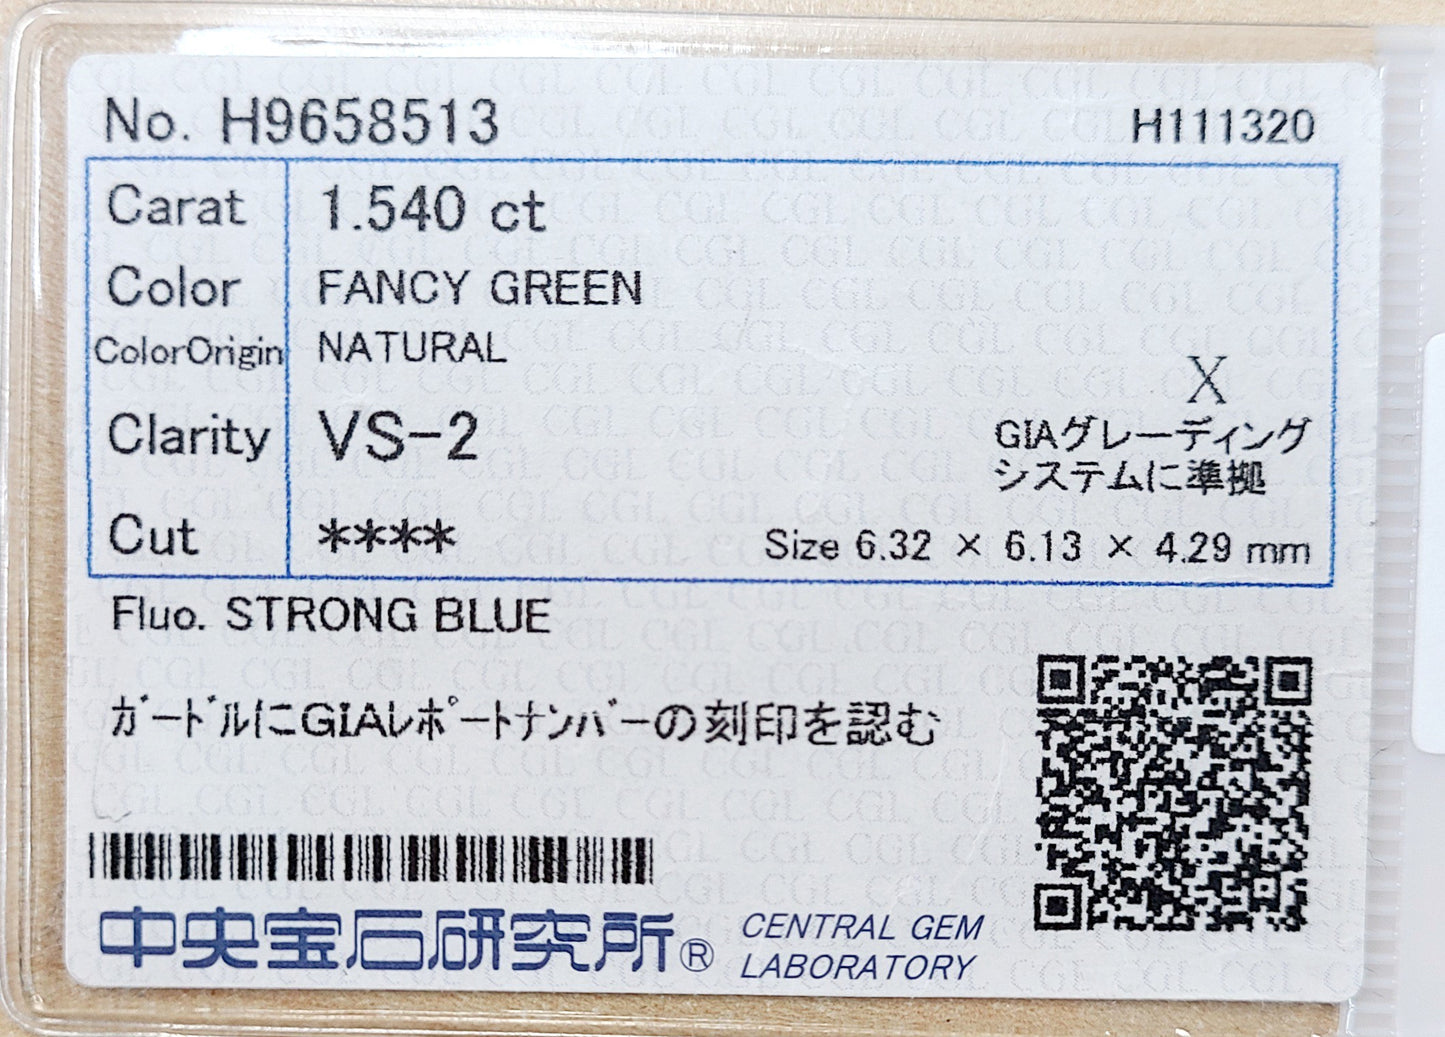 No. H9658513
H111320
Carat 1.540 ct
Color FANCY GREEN
ColorOrigin NATURAL
X
Clarity VS-2
GIAグレーディング
システムに準拠
Cut ****
Size 6.32 × 6.13 × 4.29 mm
Fluo. STRONG BLUE
ガードルにGIAレポートナンバーの刻印を認む
中央宝石研究所® CENTRAL GEM
LABORATORY